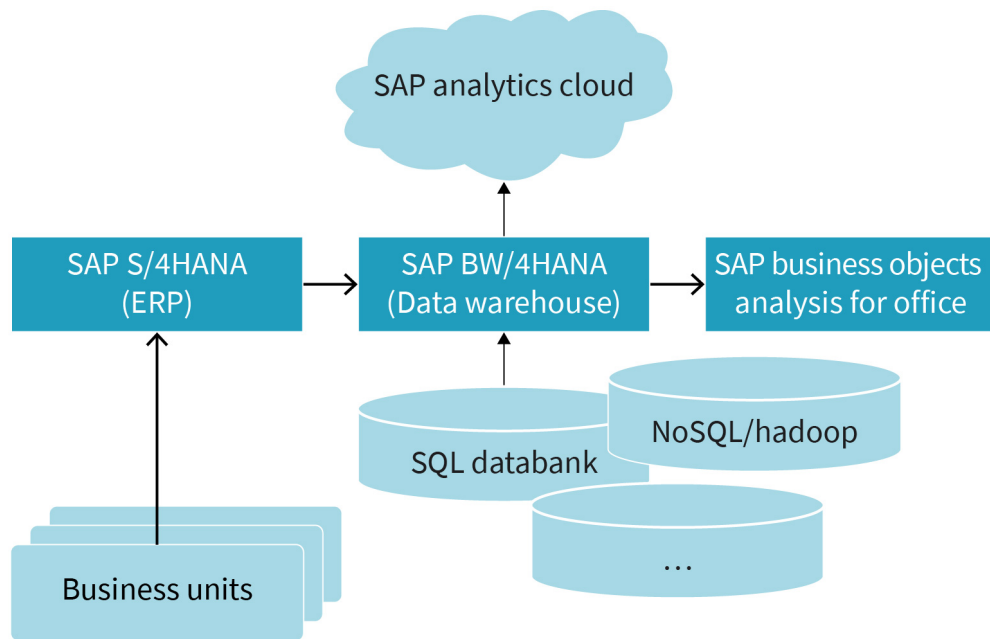 SAP analytics cloud
SAP S/4HANA
(ERP)
SAP BW/4HANA
(Data warehouse)
SAP business objects
analysis for office
NoSQL/hadoop
SQL databank
...
Business units